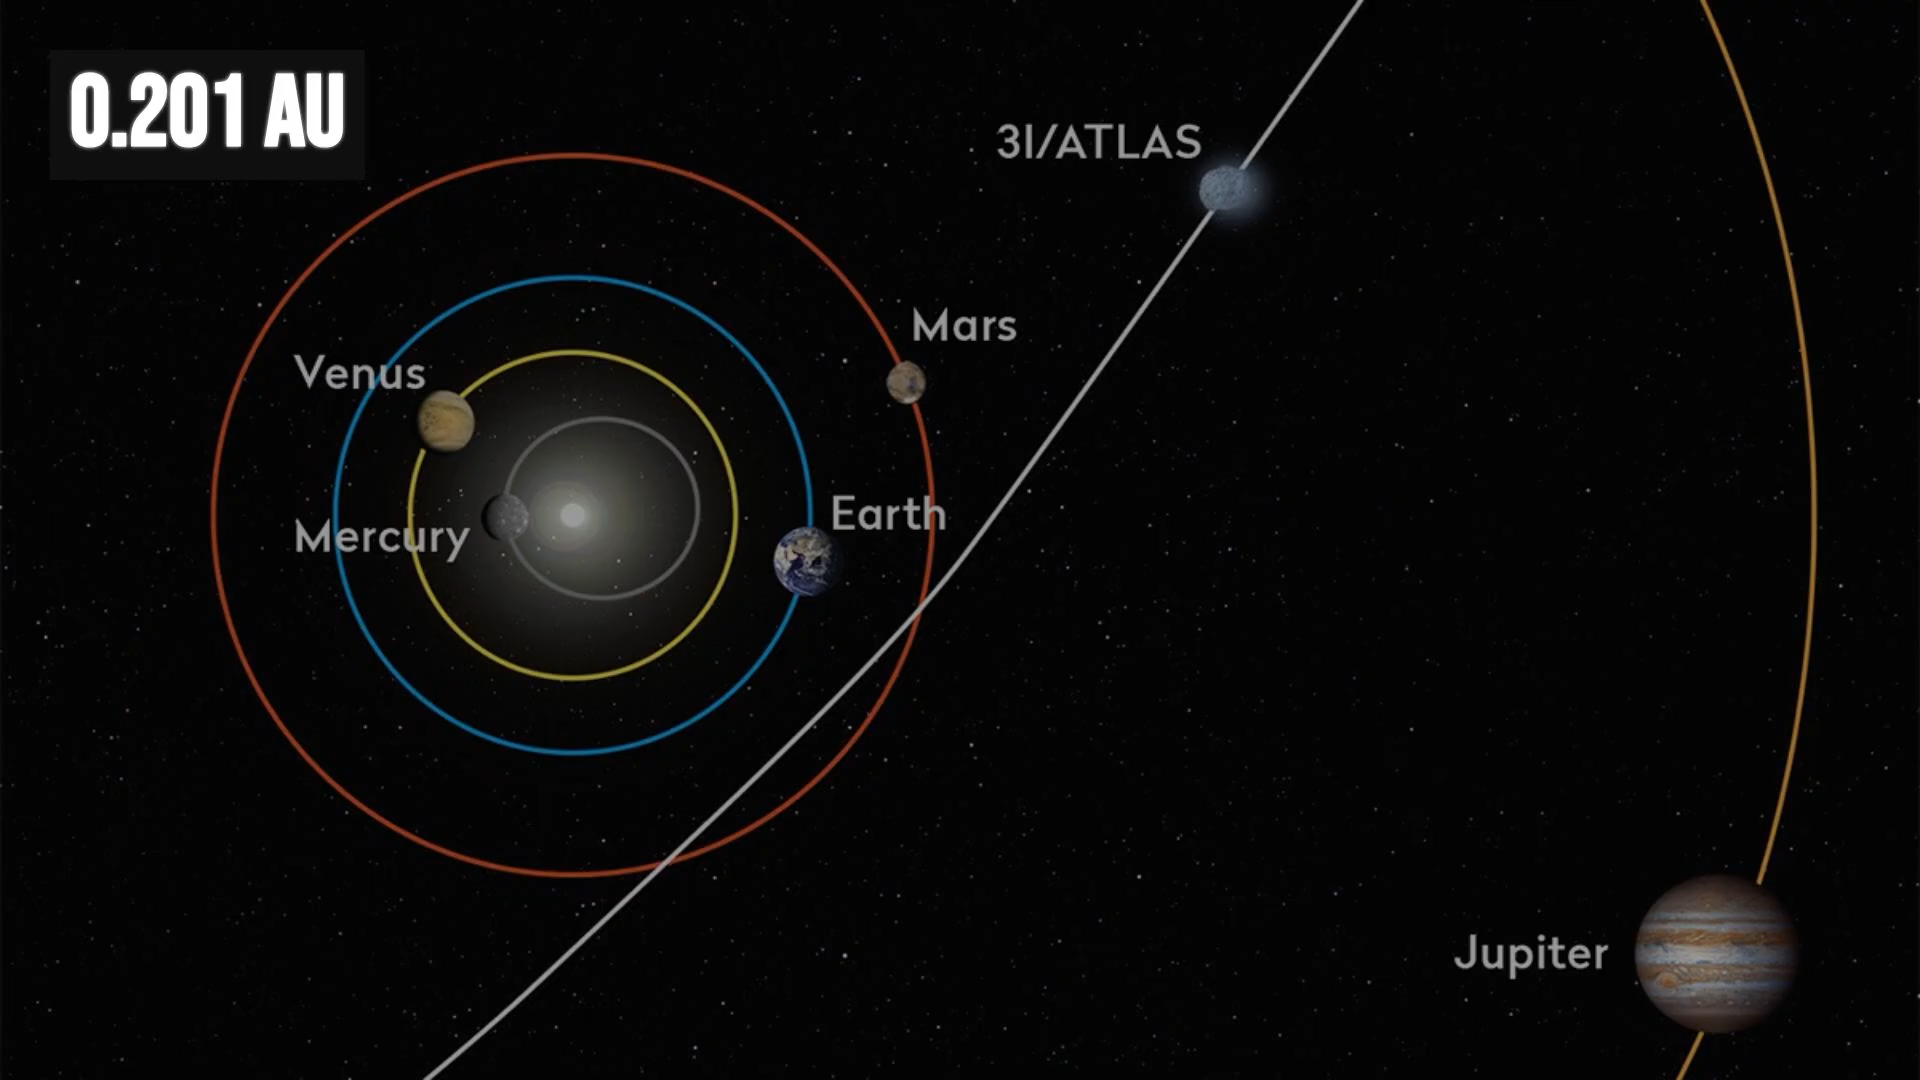 0.201 AU
3I/ATLAS
Mars
Venus
Earth
Mercury
Jupiter